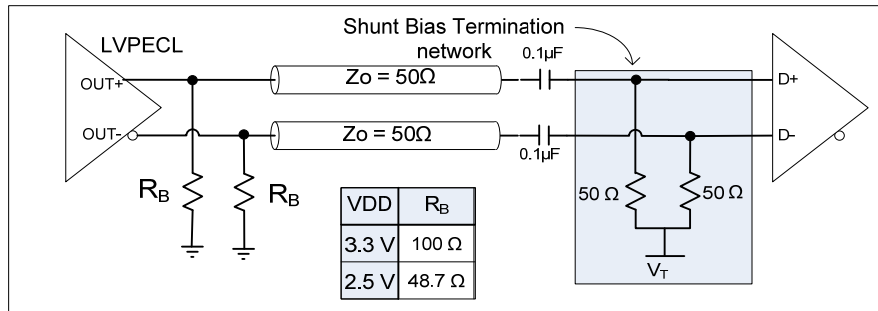 Shunt Bias Termination
network
LVPECL
0.1µF
OUT+
Zo = 50Ω
D+
OUT-
Zo = 50Ω
D-
0.1µF
RB
RB
50 Ω
50 Ω
VDD RB
3.3 V 100 Ω
2.5 V 48.7 Ω
VT